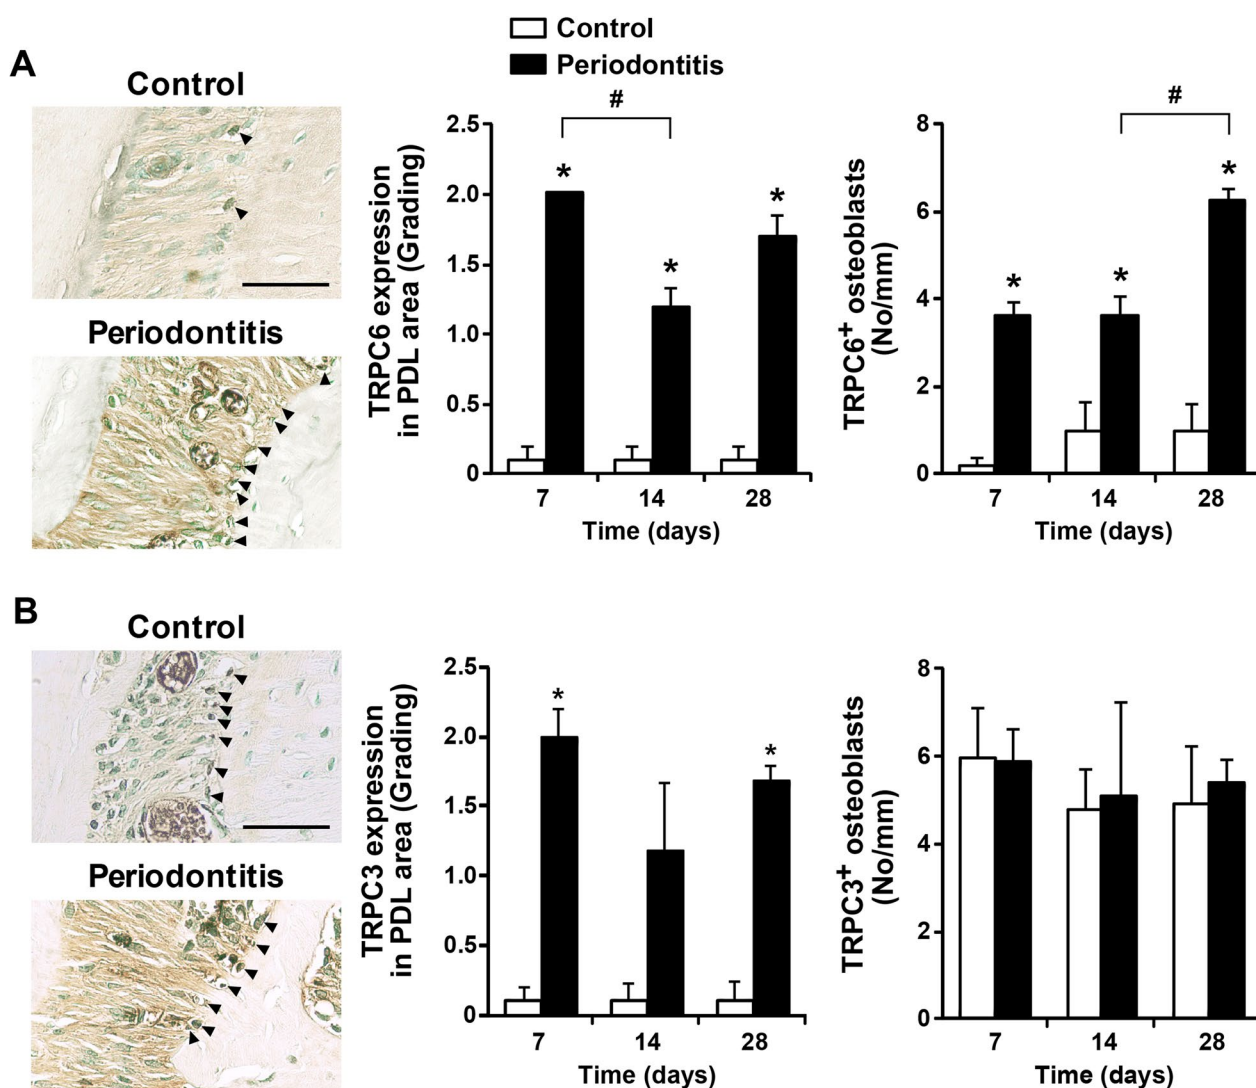 Control
Periodontitis
A
Control
Periodontitis
#
TRPC6 expression
in PDL area (Grading)
2.5
2.0
1.5
1.0
0.5
0
*
*
*
7
14
28
Time (days)
#
TRPC6+ osteoblasts
(No/mm)
8
6
4
2
0
*
*
*
7
14
28
Time (days)
B
Control
Periodontitis
TRPC3 expression
in PDL area (Grading)
2.5
2.0
1.5
1.0
0.5
0
*
*
7
14
28
Time (days)
TRPC3+ osteoblasts
(No/mm)
8
6
4
2
0
7
14
28
Time (days)